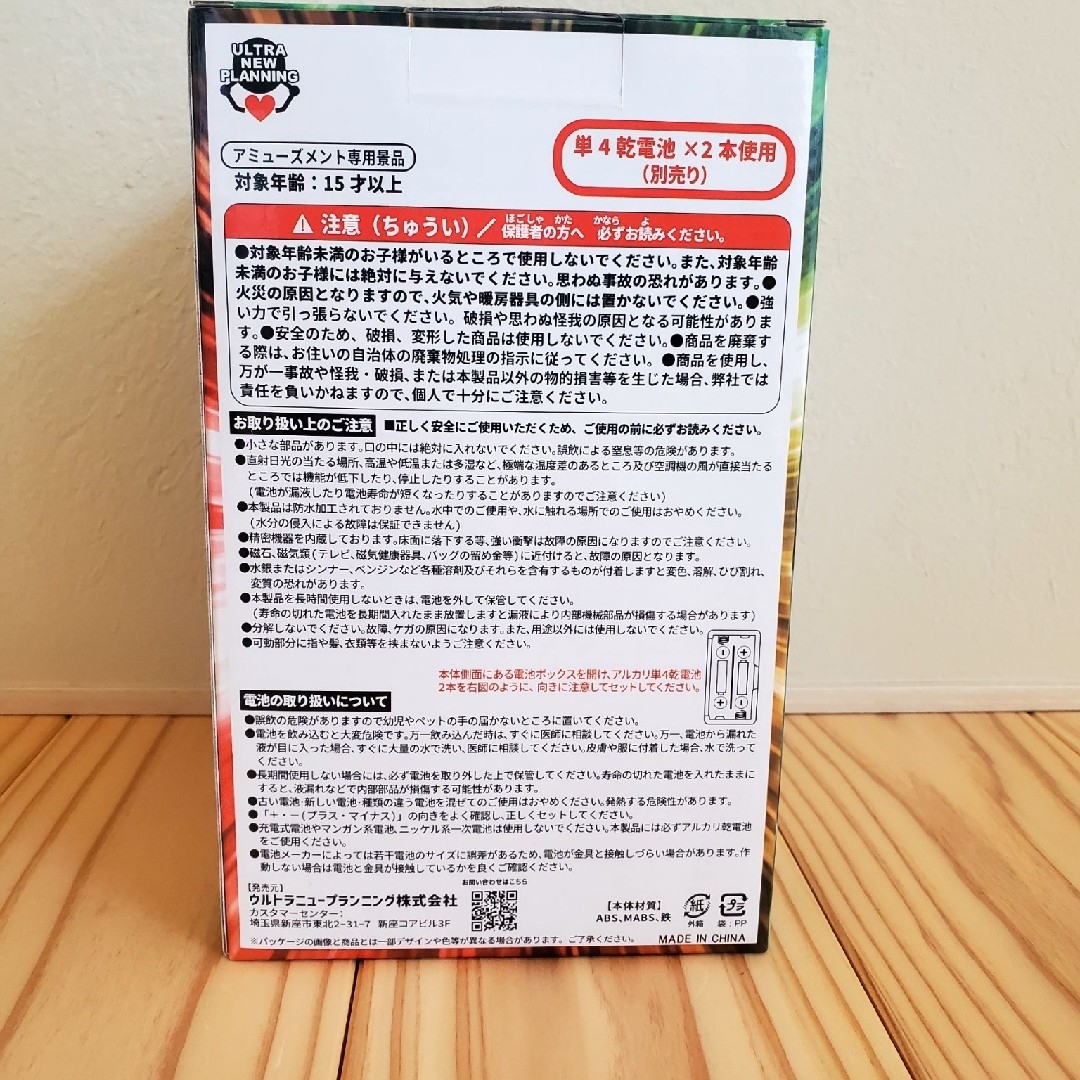 ULTRA
NEW
PLANNING
アミューズメント専用景品
対象年齢：15才以上
単4乾電池×2本使用
（別売り）
注意（ちゅうい）／保護者の方へ 必ずお読みください。
ほごしゃ かた かなら よ
●対象年齢未満のお子様がいるところで使用しないでください。また、対象年齢
未満のお子様には絶対に与えないでください。思わぬ事故の恐れがあります。●
火災の原因となりますので、火気や暖房器具の側には置かないでください。●強
い力で引っ張らないでください。破損や思わぬ怪我の原因となる可能性がありま
す。●安全のため、破損、変形した商品は使用しないでください。●商品を廃棄す
る際は、お住いの自治体の廃棄物処理の指示に従ってください。●商品を使用し、
万が一事故や怪我・破損、または本製品以外の物的損害等を生じた場合、弊社では
責任を負いかねますので、個人で十分にご注意ください。
お取り扱い上のご注意 ■正しく安全にご使用いただくため、ご使用の前に必ずお読みください。
●小さな部品があります。口の中には絶対に入れないでください。誤飲による窒息等の危険があります。
●直射日光の当たる場所、高温や低温または多湿など、極端な温度差のあるところ及び空調機の風が直接当たる
ところでは機能が低下したり、停止したりすることがあります。
（電池が漏液したり電池寿命が短くなったりすることがありますのでご注意ください）
●本製品は防水加工されておりません。水中でのご使用や、水に触れる場所でのご使用はおやめください。
（水分の侵入による故障は保証できません）
●精密機器を内蔵しております。床面に落下する等、強い衝撃は故障の原因になりますのでご注意ください。
●磁石、磁気類（テレビ、磁気健康器具、バッグの留め金等）に近付けると、故障の原因となります。
●水銀またはシンナー、ベンジンなど各種溶剤及びそれらを含有するものが付着しますと変色、溶解、ひび割れ、
変質の恐れがあります。
●本製品を長時間使用しないときは、電池を外して保管してください。
（寿命の切れた電池を長期間入れたまま放置しますと漏液により内部機械部品が損傷する場合があります）
●分解しないでください。故障、ケガの原因になります。また、用途以外には使用しないでください。
●可動部分に指や髪、衣類等を挟まないようご注意ください。
本体側面にある電池ボックスを開け、アルカリ単4乾電池
2本を右図のように、向きに注意してセットしてください。
電池の取り扱いについて
●誤飲の危険がありますので幼児やペットの手の届かないところに置いてください。
●電池を飲み込むと大変危険です。万一飲み込んだ時は、すぐに医師に相談してください。万一、電池から漏れた
液が目に入った場合、すぐに大量の水で洗い、医師に相談してください。皮膚や服に付着した場合、水で洗って
ください。
●長期間使用しない場合には、必ず電池を取り外した上で保管してください。寿命の切れた電池を入れたままに
すると、液漏れなどで内部部品が損傷する可能性があります。
●古い電池・新しい電池・種類の違う電池を混ぜてのご使用はおやめください。発熱する危険性があります。
●「＋・－（プラス・マイナス）」の向きをよく確認し、正しくセットしてください。
●充電式電池やマンガン系電池、ニッケル系一次電池は使用しないでください。本製品には必ずアルカリ乾電池
をご使用ください。
●電池メーカーによっては若干電池のサイズに誤差があるため、電池が金具と接触しづらい場合があります。作
動しない場合は電池と金具が接触しているかを良くご確認ください。
お問い合わせはこちら
【発売元】
ウルトラニュープランニング株式会社
カスタマーセンター：
埼玉県新座市東北2-31-7 新座コアビル3F
【本体材質】
ABS、MABS、鉄
紙
外箱
プラ
袋：PP
※パッケージの画像と商品とは一部デザインや色等が異なる場合があります。ご了承ください。
MADE IN CHINA